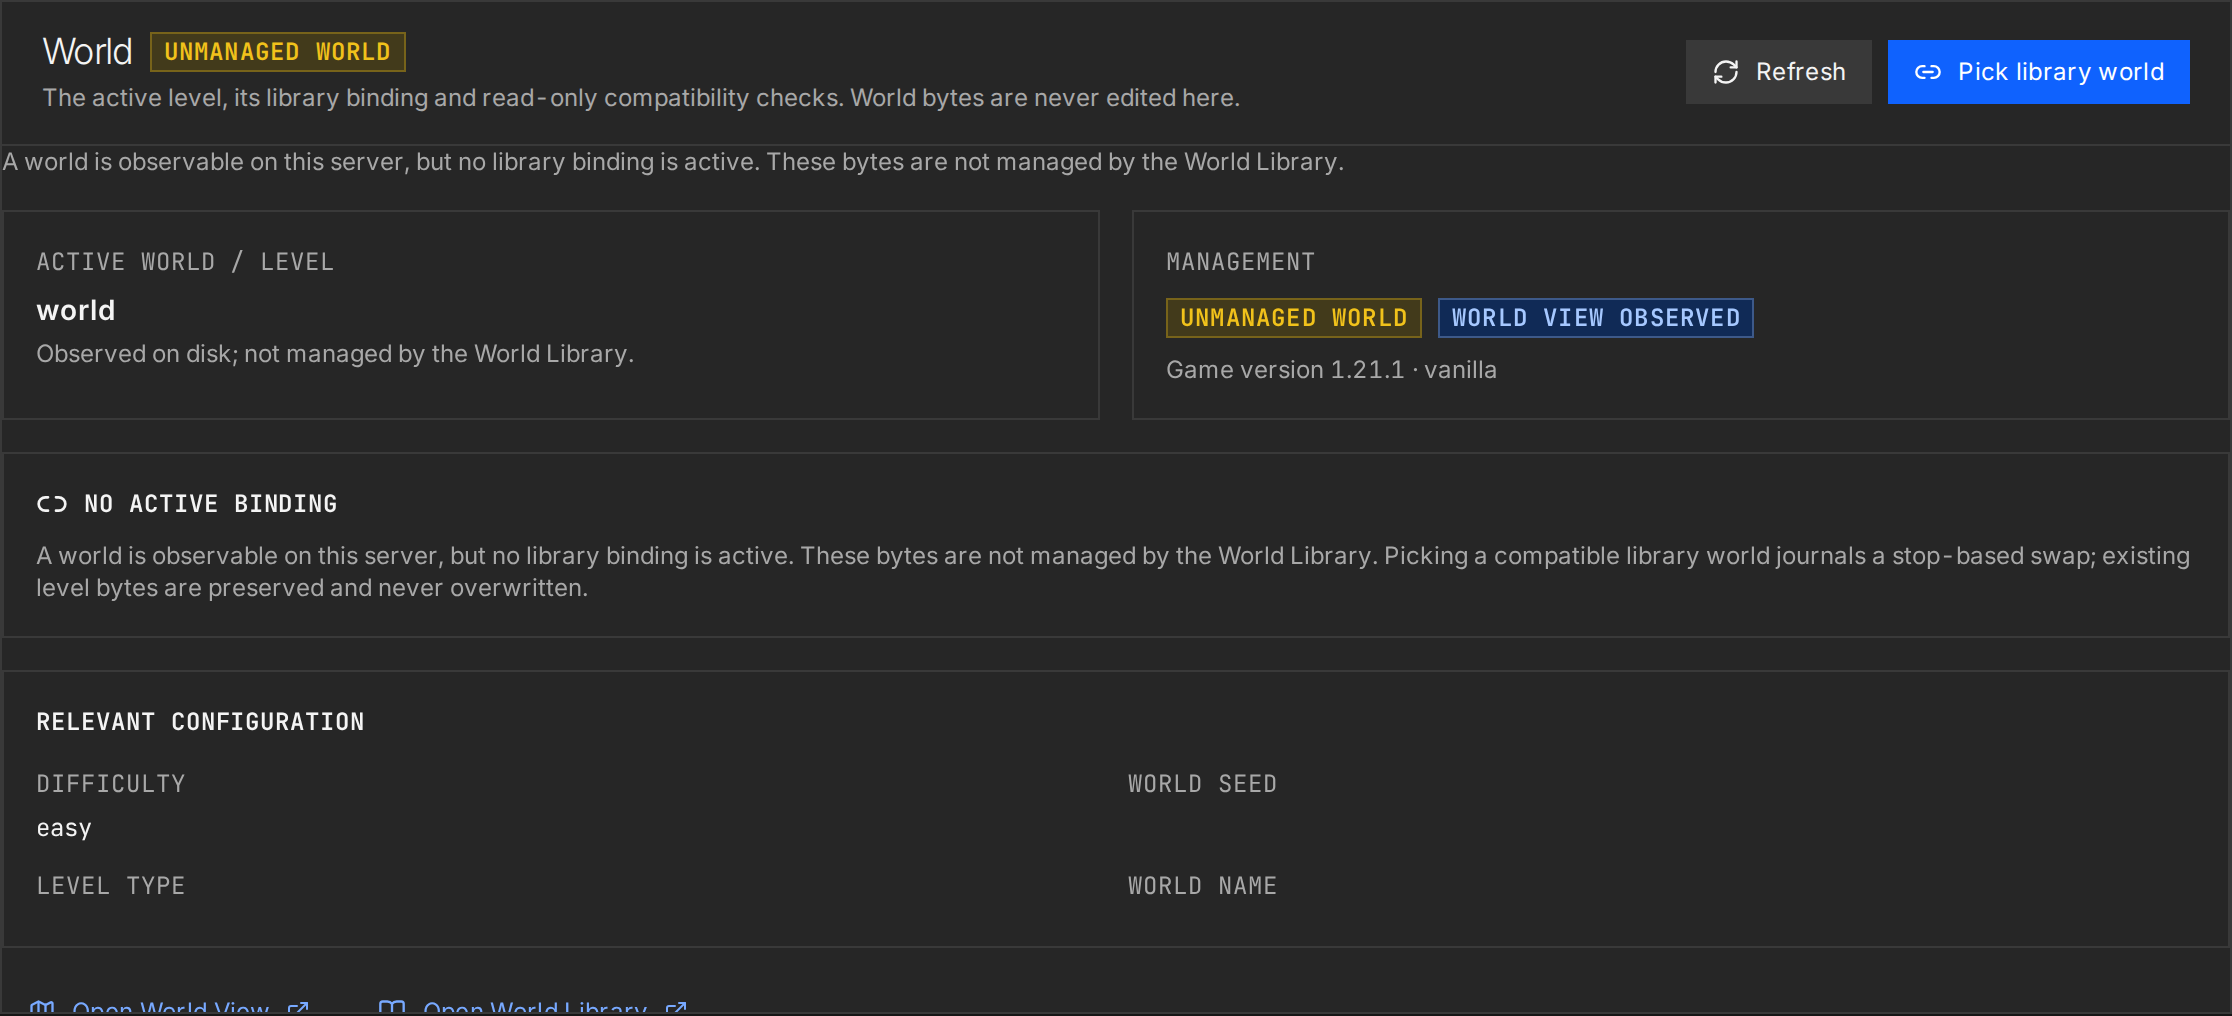 World UNMANAGED WORLD
The active level, its library binding and read-only compatibility checks. World bytes are never edited here.
Refresh
Pick library world
A world is observable on this server, but no library binding is active. These bytes are not managed by the World Library.
ACTIVE WORLD / LEVEL
world
Observed on disk; not managed by the World Library.
MANAGEMENT
UNMANAGED WORLD WORLD VIEW OBSERVED
Game version 1.21.1 · vanilla
NO ACTIVE BINDING
A world is observable on this server, but no library binding is active. These bytes are not managed by the World Library. Picking a compatible library world journals a stop-based swap; existing
level bytes are preserved and never overwritten.
RELEVANT CONFIGURATION
DIFFICULTY
easy
WORLD SEED
LEVEL TYPE
WORLD NAME
Open World View
Open World Library